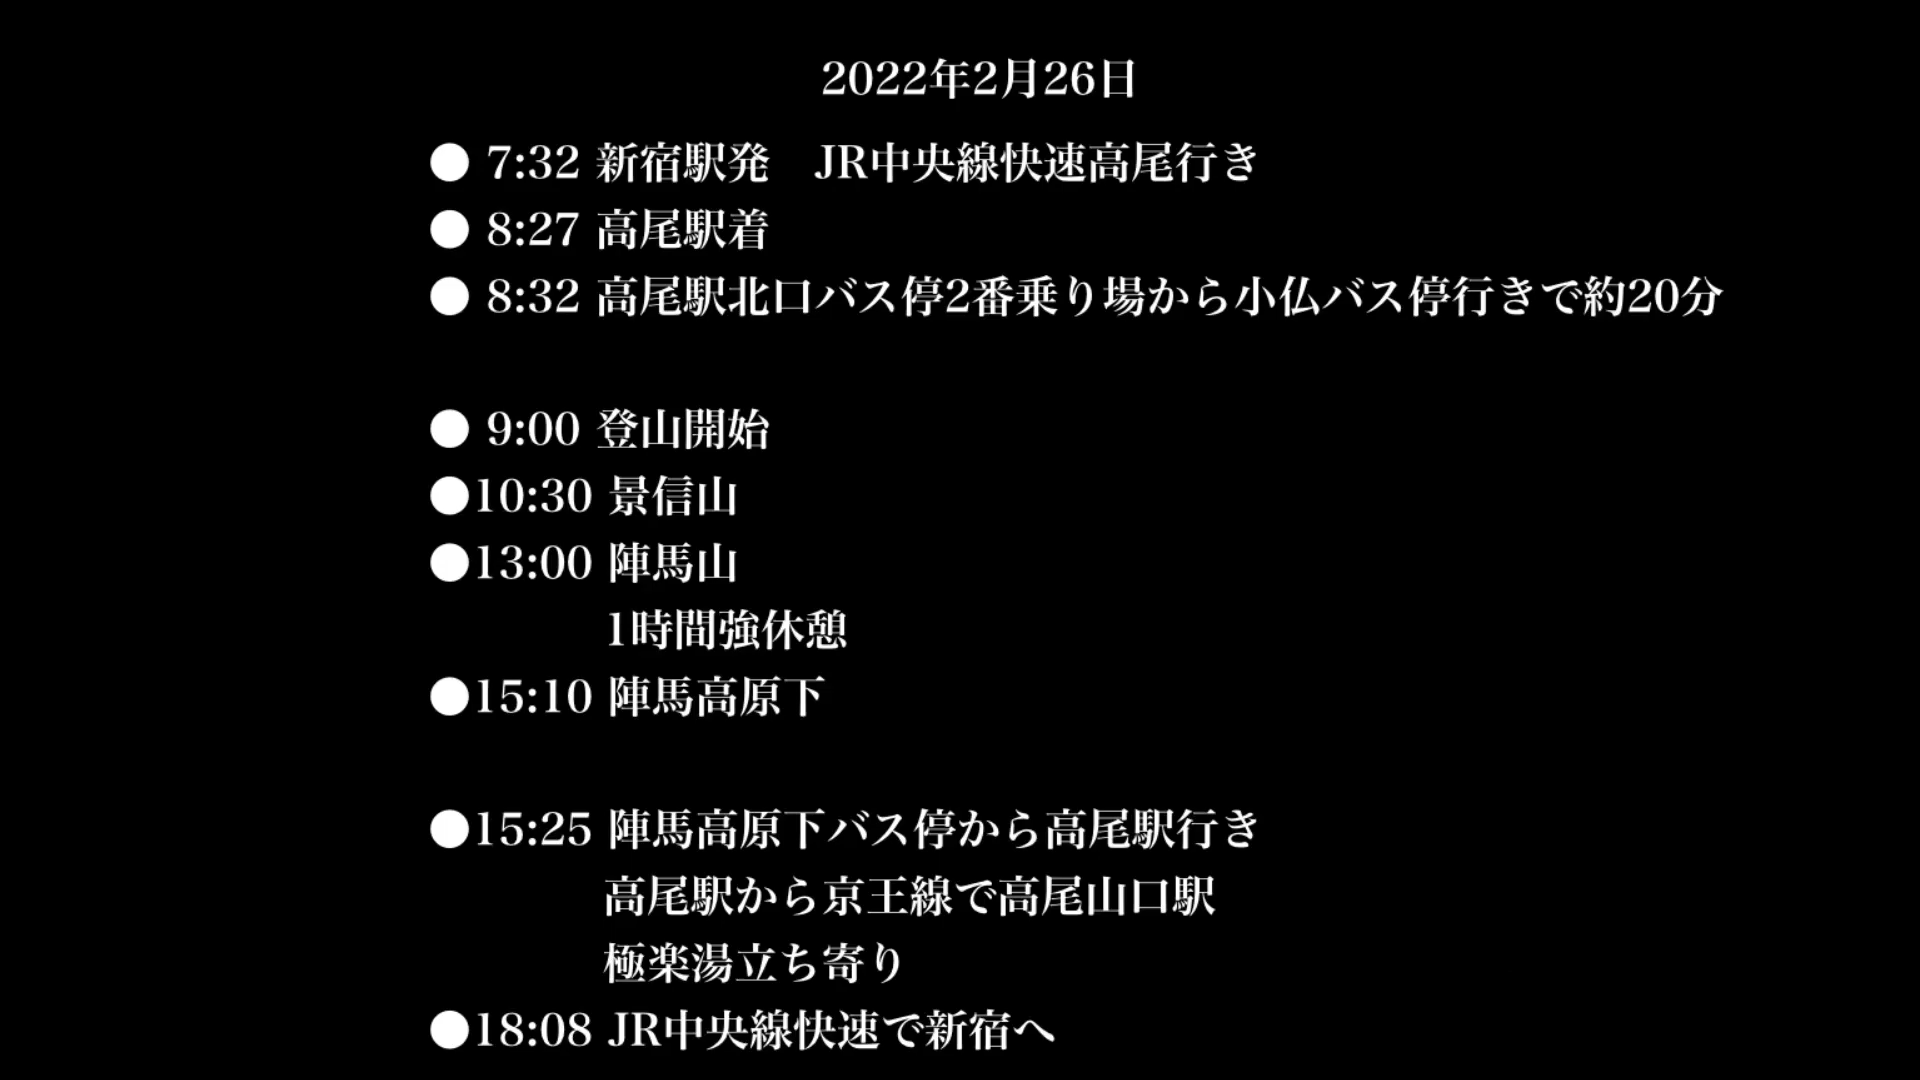 2022年2月26日
● 7:32 新宿駅発　JR中央線快速高尾行き
● 8:27 高尾駅着
● 8:32 高尾駅北口バス停2番乗り場から小仏バス停行きで約20分
● 9:00 登山開始
●10:30 景信山
●13:00 陣馬山
1時間強休憩
●15:10 陣馬高原下
●15:25 陣馬高原下バス停から高尾駅行き
高尾駅から京王線で高尾山口駅
極楽湯立ち寄り
●18:08 JR中央線快速で新宿へ